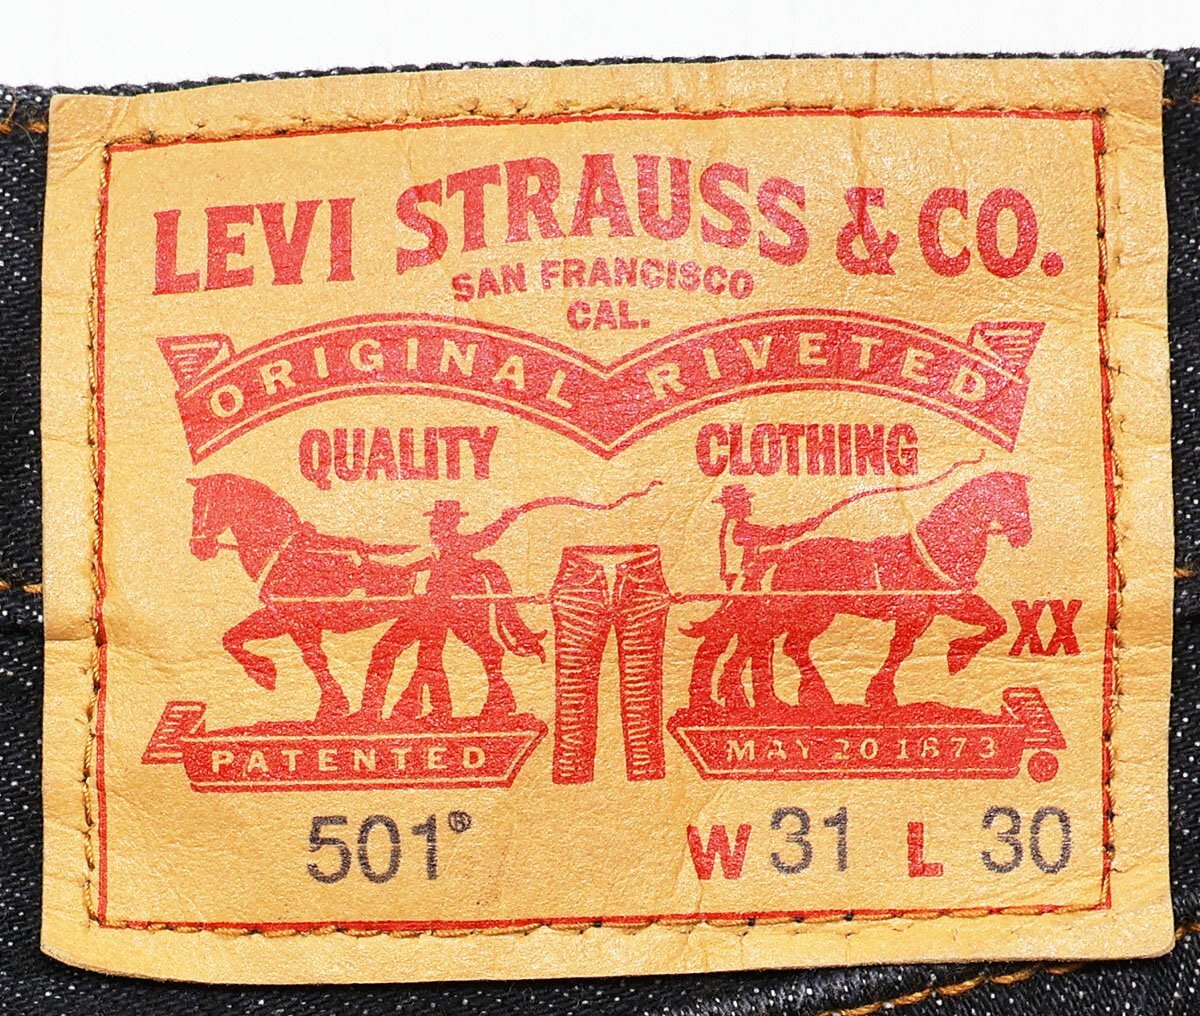 LEVI STRAUSS & CO.
SAN FRANCISCO
CAL.
ORIGINAL RIVETED
QUALITY CLOTHING
XX
PATENTED MAY 20 1873 ®
501® W 31 L 30